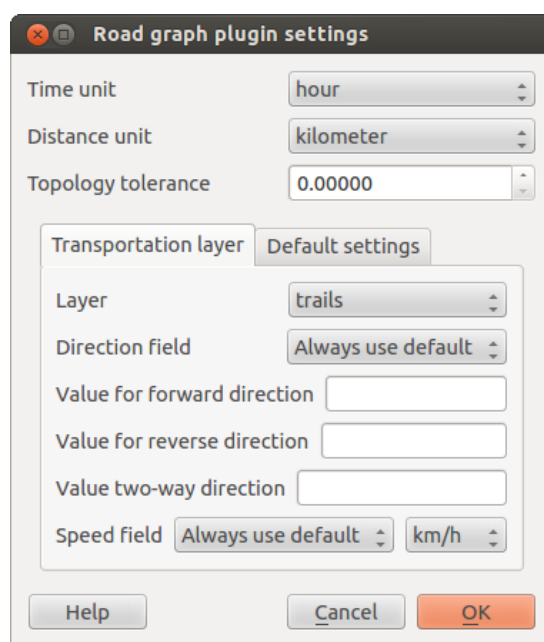 Road graph plugin settings
Time unit hour
Distance unit kilometer
Topology tolerance 0.00000
Transportation layer Default settings
Layer trails
Direction field Always use default
Value for forward direction
Value for reverse direction
Value two-way direction
Speed field Always use default km/h
Help Cancel OK